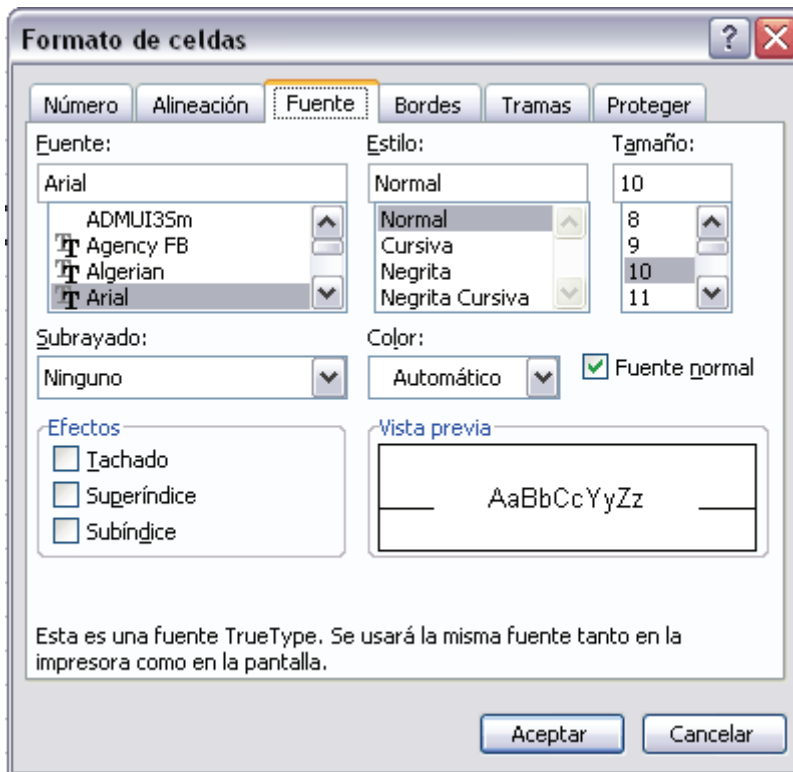 Formato de celdas
Número Alineación Fuente Bordes Tramas Proteger
Fuente: Estilo: Tamaño:
Arial Normal 10
ADMUI3Sm Normal 8
Agency FB Cursiva 9
Algerian Negrita 10
Arial Negrita Cursiva 11
Subrayado: Color:
Ninguno Automático Fuente normal
Efectos Vista previa
Tachado
Superíndice AaBbCcYyZz
Subíndice
Esta es una fuente TrueType. Se usará la misma fuente tanto en la
impresora como en la pantalla.
Aceptar Cancelar